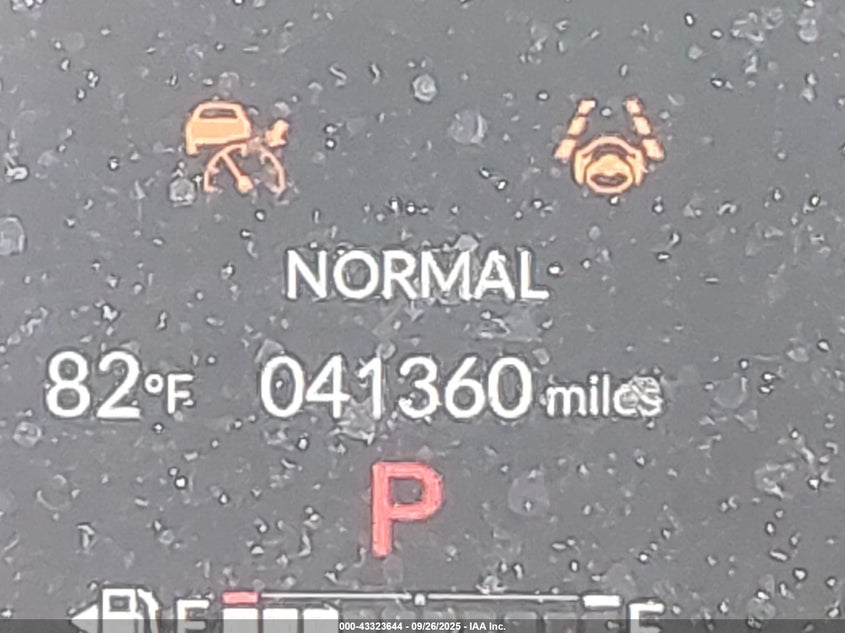 NORMAL
82°F 041360 miles
P
E F
000-43323644 - 09/26/2025 - IAA Inc.